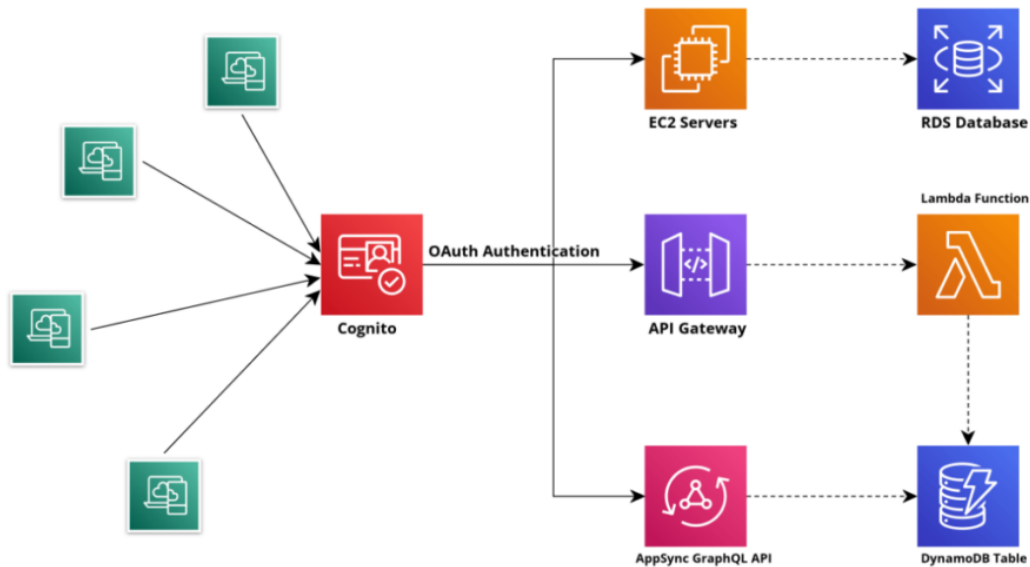 EC2 Servers
RDS Database
Lambda Function
OAuth Authentication
</>
Cognito
API Gateway
AppSync GraphQL API
DynamoDB Table